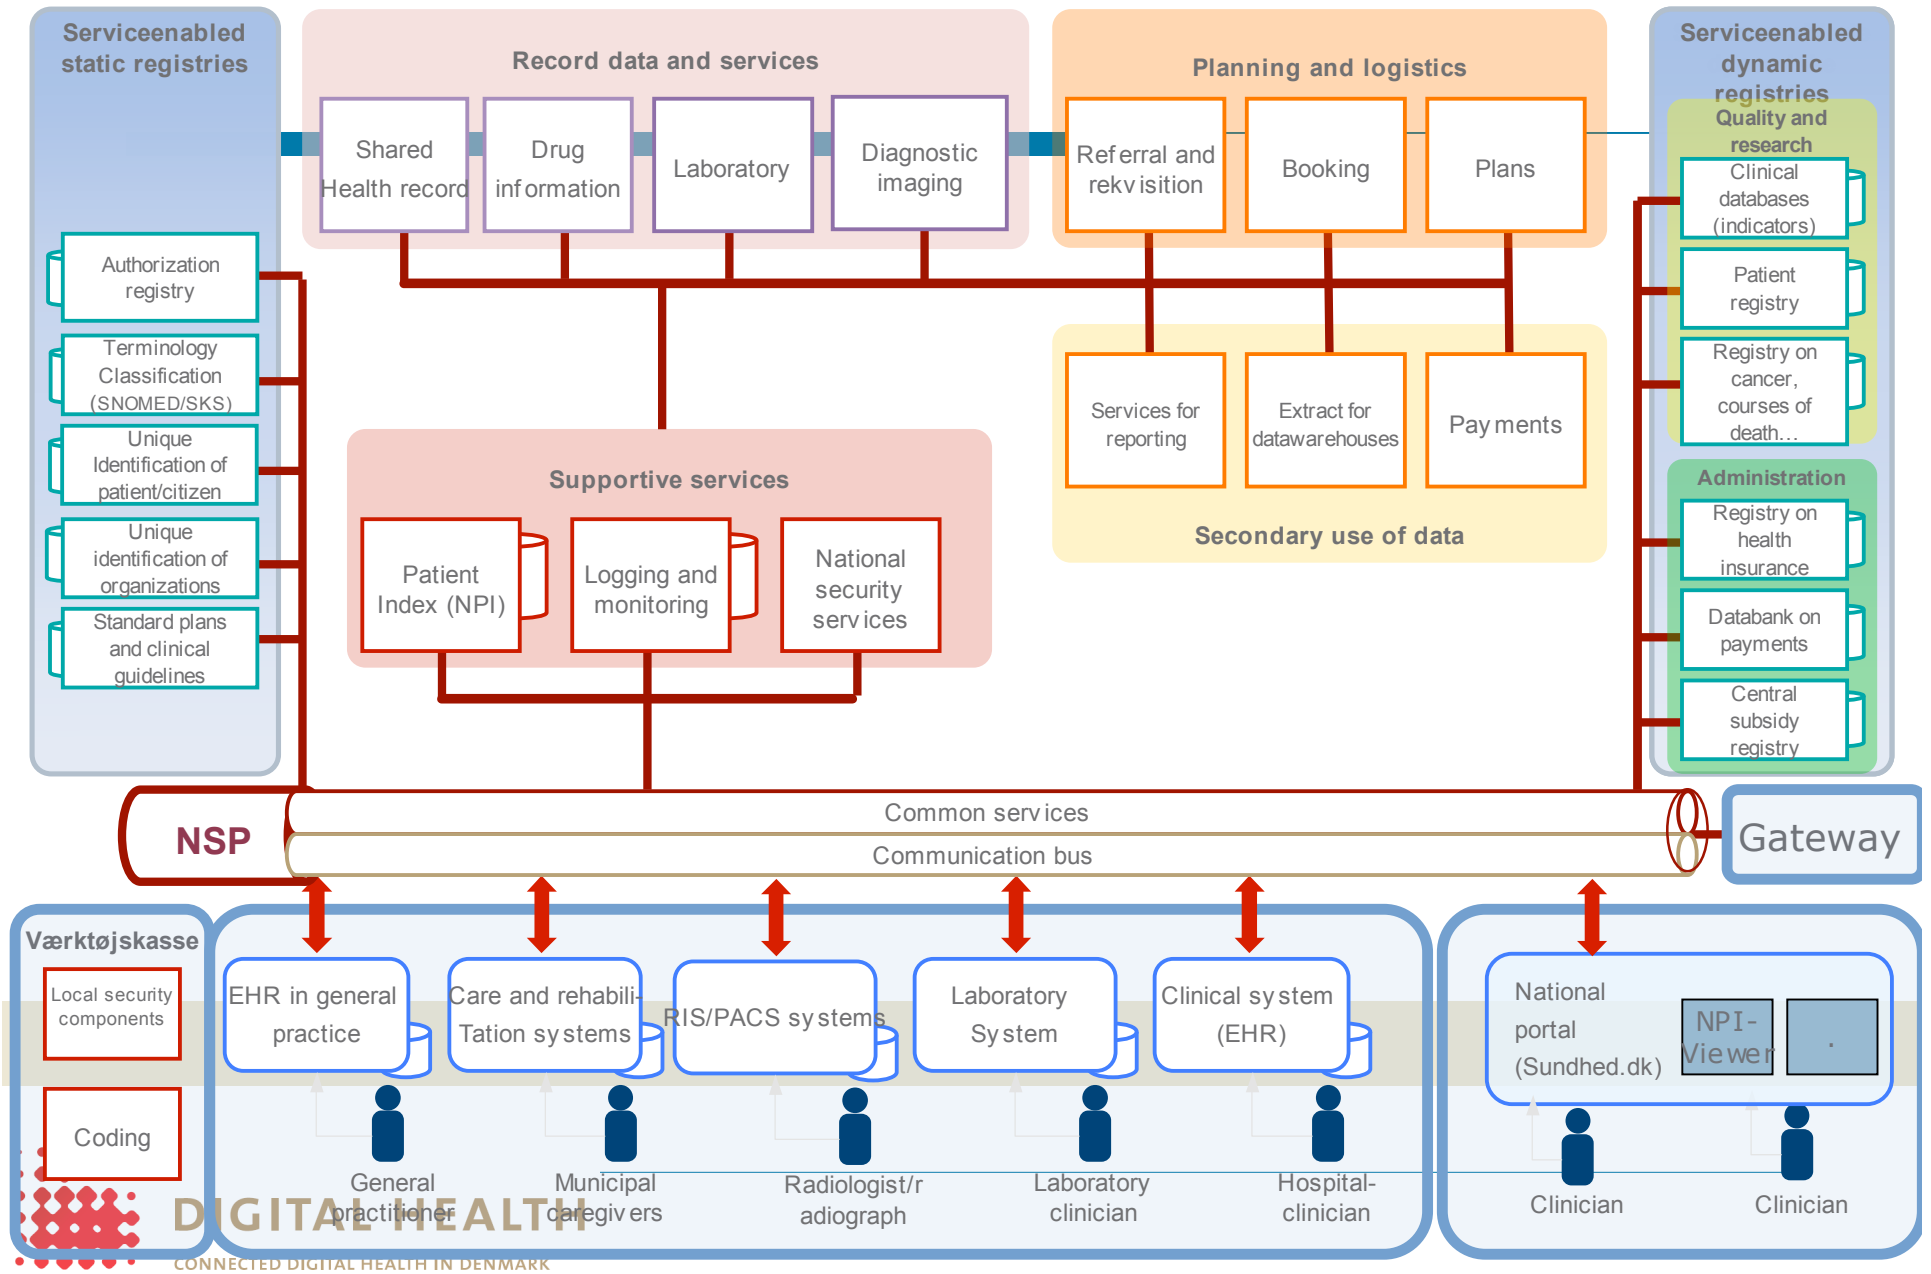 Serviceenabled
static registries
Authorization
registry
Terminology
Classification
(SNOMED/SKS)
Unique
Identification of
patient/citizen
Unique
identification of
organizations
Standard plans
and clinical
guidelines
Record data and services
Shared
Health record
Drug
information
Laboratory
Diagnostic
imaging
Planning and logistics
Referral and
rekvisition
Booking
Plans
Services for
reporting
Extract for
datawarehouses
Payments
Secondary use of data
Supportive services
Patient
Index (NPI)
Logging and
monitoring
National
security
services
Serviceenabled
dynamic
registries
Quality and
research
Clinical
databases
(indicators)
Patient
registry
Registry on
cancer,
courses of
death...
Administration
Registry on
health
insurance
Databank on
payments
Central
subsidy
registry
NSP
Common services
Communication bus
Gateway
Værktøjskasse
Local security
components
Coding
EHR in general
practice
Care and rehabili-
Tation systems
RIS/PACS systems
Laboratory
System
Clinical system
(EHR)
National
portal
(Sundhed.dk)
NPI-
Viewer
.
General
practitioner
Municipal
caregivers
Radiologist/r
adiograph
Laboratory
clinician
Hospital-
clinician
Clinician
Clinician
DIGITAL HEALTH
CONNECTED DIGITAL HEALTH IN DENMARK